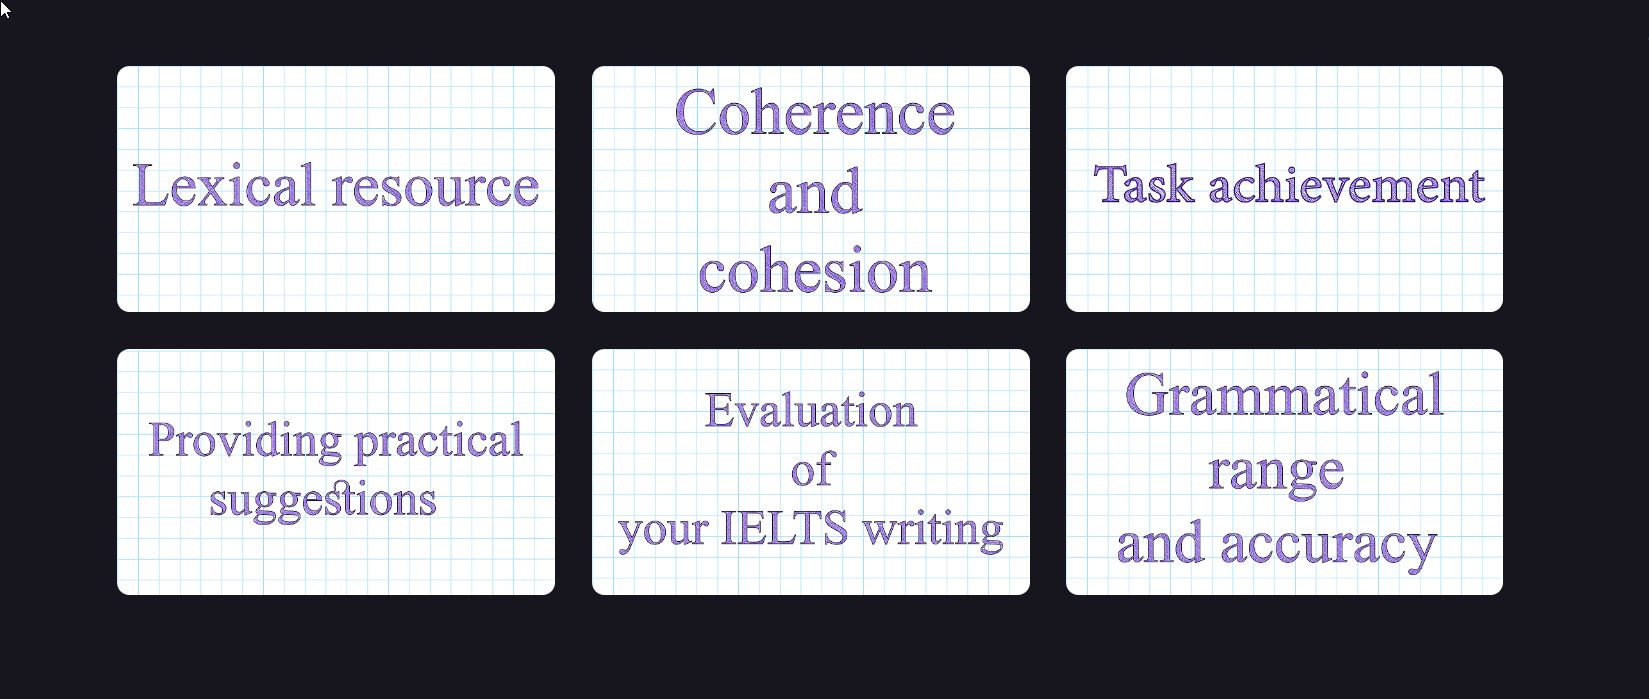 Lexical resource
Coherence
and
cohesion
Task achievement
Providing practical
suggestions
Evaluation
of
your IELTS writing
Grammatical
range
and accuracy